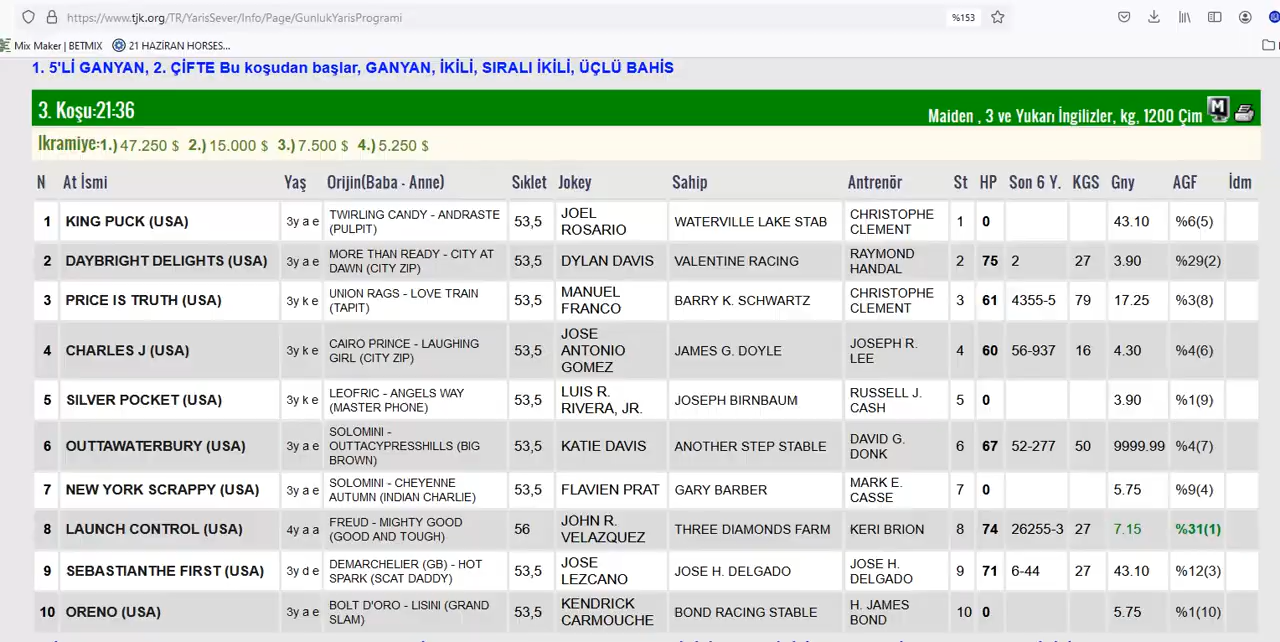 https://www.tjk.org/TR/YarisSever/Info/Page/GunlukYarisProgrami %153
Mix Maker | BETMIX 21 HAZİRAN HORSES...
1. 5'Lİ GANYAN, 2. ÇİFTE Bu koşudan başlar, GANYAN, İKİLİ, SIRALI İKİLİ, ÜÇLÜ BAHİS
3. Koşu:21:36
Maiden , 3 ve Yukarı İngilizler, kg, 1200 Çim M
İkramiye:1.) 47.250 $ 2.) 15.000 $ 3.) 7.500 $ 4.) 5.250 $
N At İsmi Yaş Orijin(Baba - Anne) Sıklet Jokey Sahip Antrenör St HP Son 6 Y. KGS Gny AGF İdm
1 KING PUCK (USA) 3y a e TWIRLING CANDY - ANDRASTE (PULPIT) 53,5 JOEL ROSARIO WATERVILLE LAKE STAB CHRISTOPHE CLEMENT 1 0 43.10 %6(5)
2 DAYBRIGHT DELIGHTS (USA) 3y a e MORE THAN READY - CITY AT DAWN (CITY ZIP) 53,5 DYLAN DAVIS VALENTINE RACING RAYMOND HANDAL 2 75 2 27 3.90 %29(2)
3 PRICE IS TRUTH (USA) 3y k e UNION RAGS - LOVE TRAIN (TAPIT) 53,5 MANUEL FRANCO BARRY K. SCHWARTZ CHRISTOPHE CLEMENT 3 61 4355-5 79 17.25 %3(8)
4 CHARLES J (USA) 3y k e CAIRO PRINCE - LAUGHING GIRL (CITY ZIP) 53,5 JOSE ANTONIO GOMEZ JAMES G. DOYLE JOSEPH R. LEE 4 60 56-937 16 4.30 %4(6)
5 SILVER POCKET (USA) 3y k e LEOFRIC - ANGELS WAY (MASTER PHONE) 53,5 LUIS R. RIVERA, JR. JOSEPH BIRNBAUM RUSSELL J. CASH 5 0 3.90 %1(9)
6 OUTTAWATERBURY (USA) 3y a e SOLOMINI - OUTTACYPRESSHILLS (BIG BROWN) 53,5 KATIE DAVIS ANOTHER STEP STABLE DAVID G. DONK 6 67 52-277 50 9999.99 %4(7)
7 NEW YORK SCRAPPY (USA) 3y a e SOLOMINI - CHEYENNE AUTUMN (INDIAN CHARLIE) 53,5 FLAVIEN PRAT GARY BARBER MARK E. CASSE 7 0 5.75 %9(4)
8 LAUNCH CONTROL (USA) 4y a a FREUD - MIGHTY GOOD (GOOD AND TOUGH) 56 JOHN R. VELAZQUEZ THREE DIAMONDS FARM KERI BRION 8 74 26255-3 27 7.15 %31(1)
9 SEBASTIANTHE FIRST (USA) 3y d e DEMARCHELIER (GB) - HOT SPARK (SCAT DADDY) 53,5 JOSE LEZCANO JOSE H. DELGADO JOSE H. DELGADO 9 71 6-44 27 43.10 %12(3)
10 ORENO (USA) 3y a e BOLT D'ORO - LISINI (GRAND SLAM) 53,5 KENDRICK CARMOUCHE BOND RACING STABLE H. JAMES BOND 10 0 5.75 %1(10)